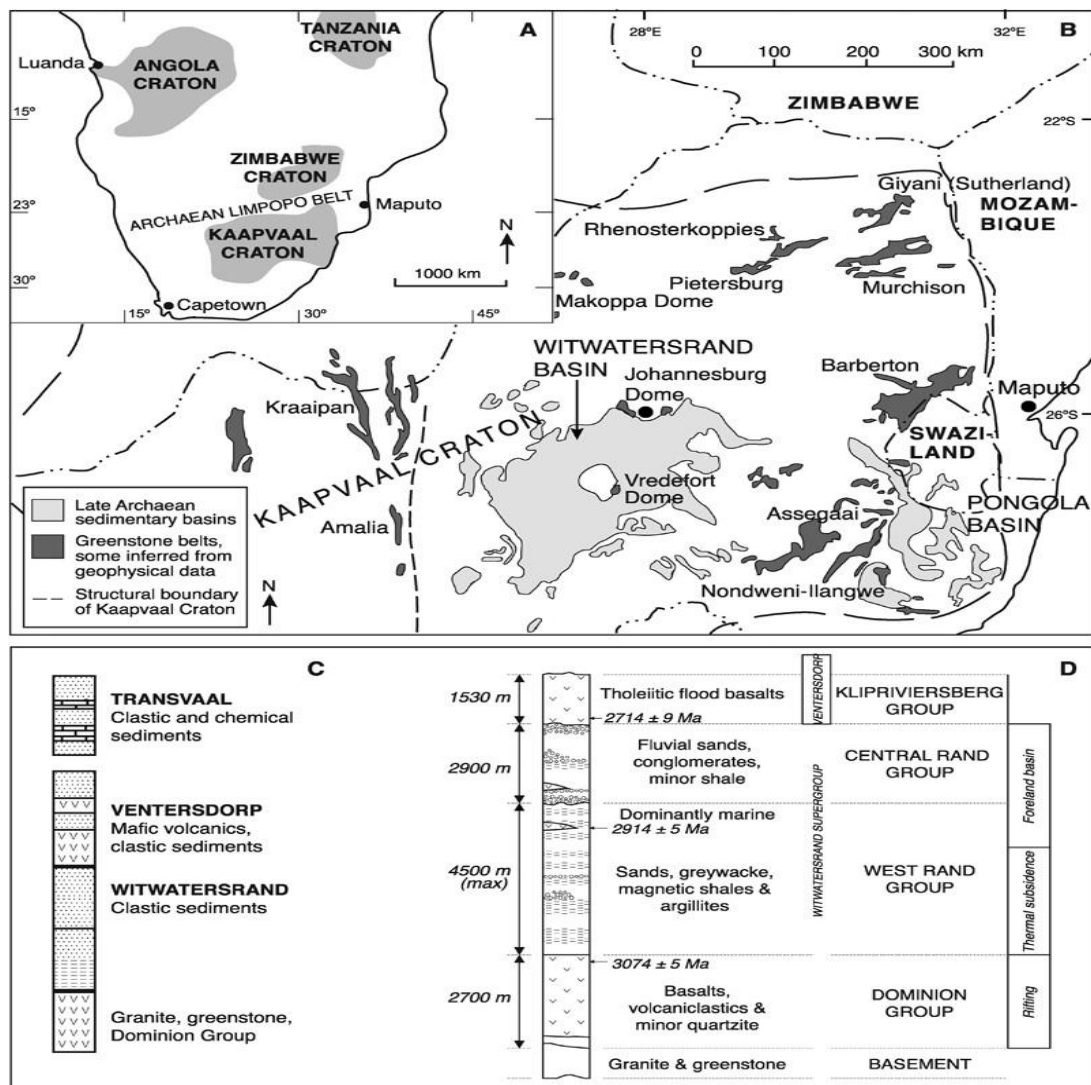 A
TANZANIA
CRATON
Luanda
ANGOLA
CRATON
15°
ZIMBABWE
CRATON
ARCHAEAN LIMPOPO BELT
Maputo
23°
KAAPVAAL
CRATON
N
1000 km
30°
Capetown
15°
30°
45°
B
28°E
32°E
0 100 200 300 km
ZIMBABWE
22°S
Giyani (Sutherland)
MOZAM-
BIQUE
Rhenosterkoppies
Pietersburg
Murchison
Makoppa Dome
WITWATERSRAND
BASIN
Johannesburg
Dome
Barberton
Maputo
26°S
Kraaipan
KAAPVAAL CRATON
SWAZI-
LAND
Vredefort
Dome
PONGOLA
BASIN
Amalia
Assegaai
Nondweni-Ilangwe
Late Archaean
sedimentary basins
Greenstone belts,
some inferred from
geophysical data
Structural boundary
of Kaapvaal Craton
N
C
TRANSVAAL
Clastic and chemical
sediments
VENTERSDORP
Mafic volcanics,
clastic sediments
WITWATERSRAND
Clastic sediments
Granite, greenstone,
Dominion Group
D
1530 m
Tholeiitic flood basalts
2714 ± 9 Ma
VENTERSDORP
KLIPRIVIERSBERG
GROUP
2900 m
Fluvial sands,
conglomerates,
minor shale
CENTRAL RAND
GROUP
Foreland basin
Dominantly marine
2914 ± 5 Ma
4500 m
(max)
Sands, greywacke,
magnetic shales &
argillites
WITWATERSRAND SUPERGROUP
WEST RAND
GROUP
Thermal subsidence
3074 ± 5 Ma
2700 m
Basalts,
volcaniclastics &
minor quartzite
DOMINION
GROUP
Rifting
Granite & greenstone
BASEMENT